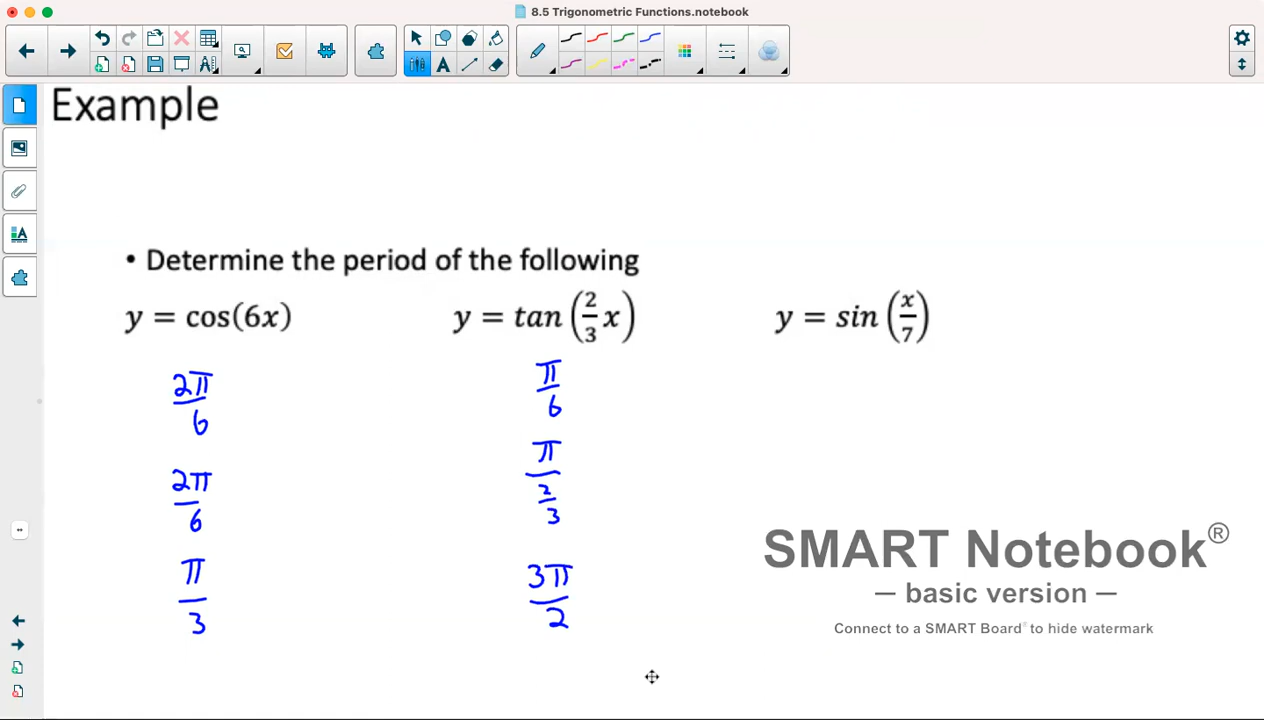 8.5 Trigonometric Functions.notebook
Example
• Determine the period of the following
y = cos(6x)
y = tan(2/3 x)
y = sin(x/7)
2π/6
2π/6
π/3
π/6
π/(2/3)
3π/2
SMART Notebook®
— basic version —
Connect to a SMART Board® to hide watermark